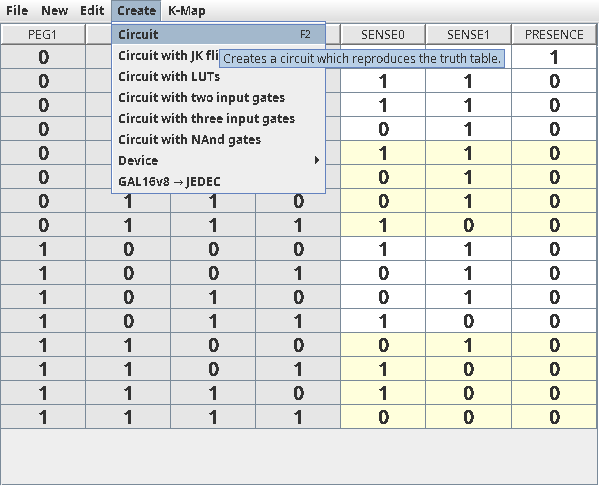 File New Edit Create K-Map
PEG1 SENSE0 SENSE1 PRESENCE
Circuit F2
Circuit with JK fli
Creates a circuit which reproduces the truth table.
Circuit with LUTs
Circuit with two input gates
Circuit with three input gates
Circuit with NAnd gates
Device
GAL16v8 → JEDEC
0 1
0 1 1 0
0 1 1 0
0 0 1 0
0 1 1 0
0 0 1 0
0 1 1 0 0 1 0
0 1 1 1 1 0 0
1 0 0 0 1 1 0
1 0 0 1 0 1 0
1 0 1 0 0 1 0
1 0 1 1 1 0 0
1 1 0 0 0 1 0
1 1 0 1 1 0 0
1 1 1 0 1 0 0
1 1 1 1 0 0 0